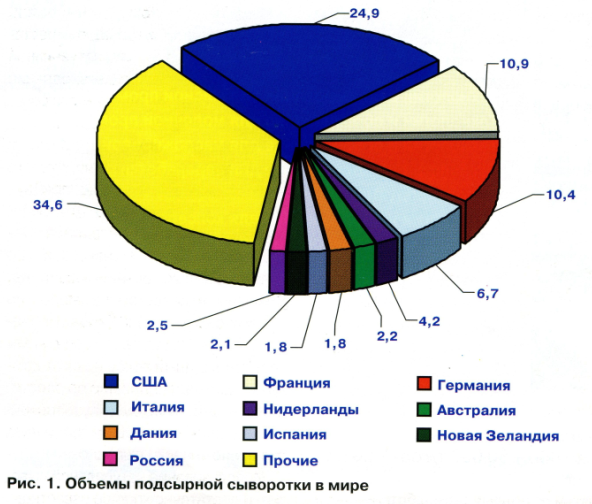 24,9
10,9
34,6
10,4
6,7
4,2
2,5
2,2
2,1
1,8
1,8
США Франция Германия
Италия Нидерланды Австралия
Дания Испания Новая Зеландия
Россия Прочие
Рис. 1. Объемы подсырной сыворотки в мире